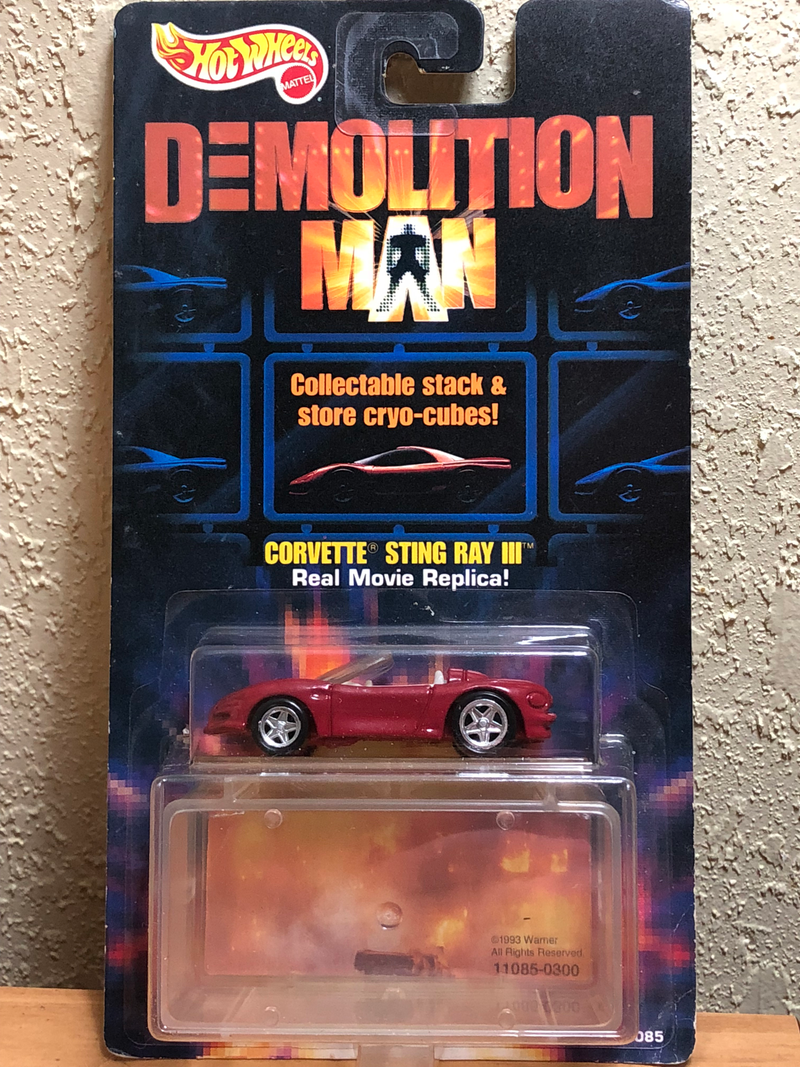 HOT WHEELS
MATTEL
DEMOLITION
MAN
Collectable stack &
store cryo-cubes!
CORVETTE® STING RAY III™
Real Movie Replica!
©1993 Warner
All Rights Reserved.
11085-0300
085